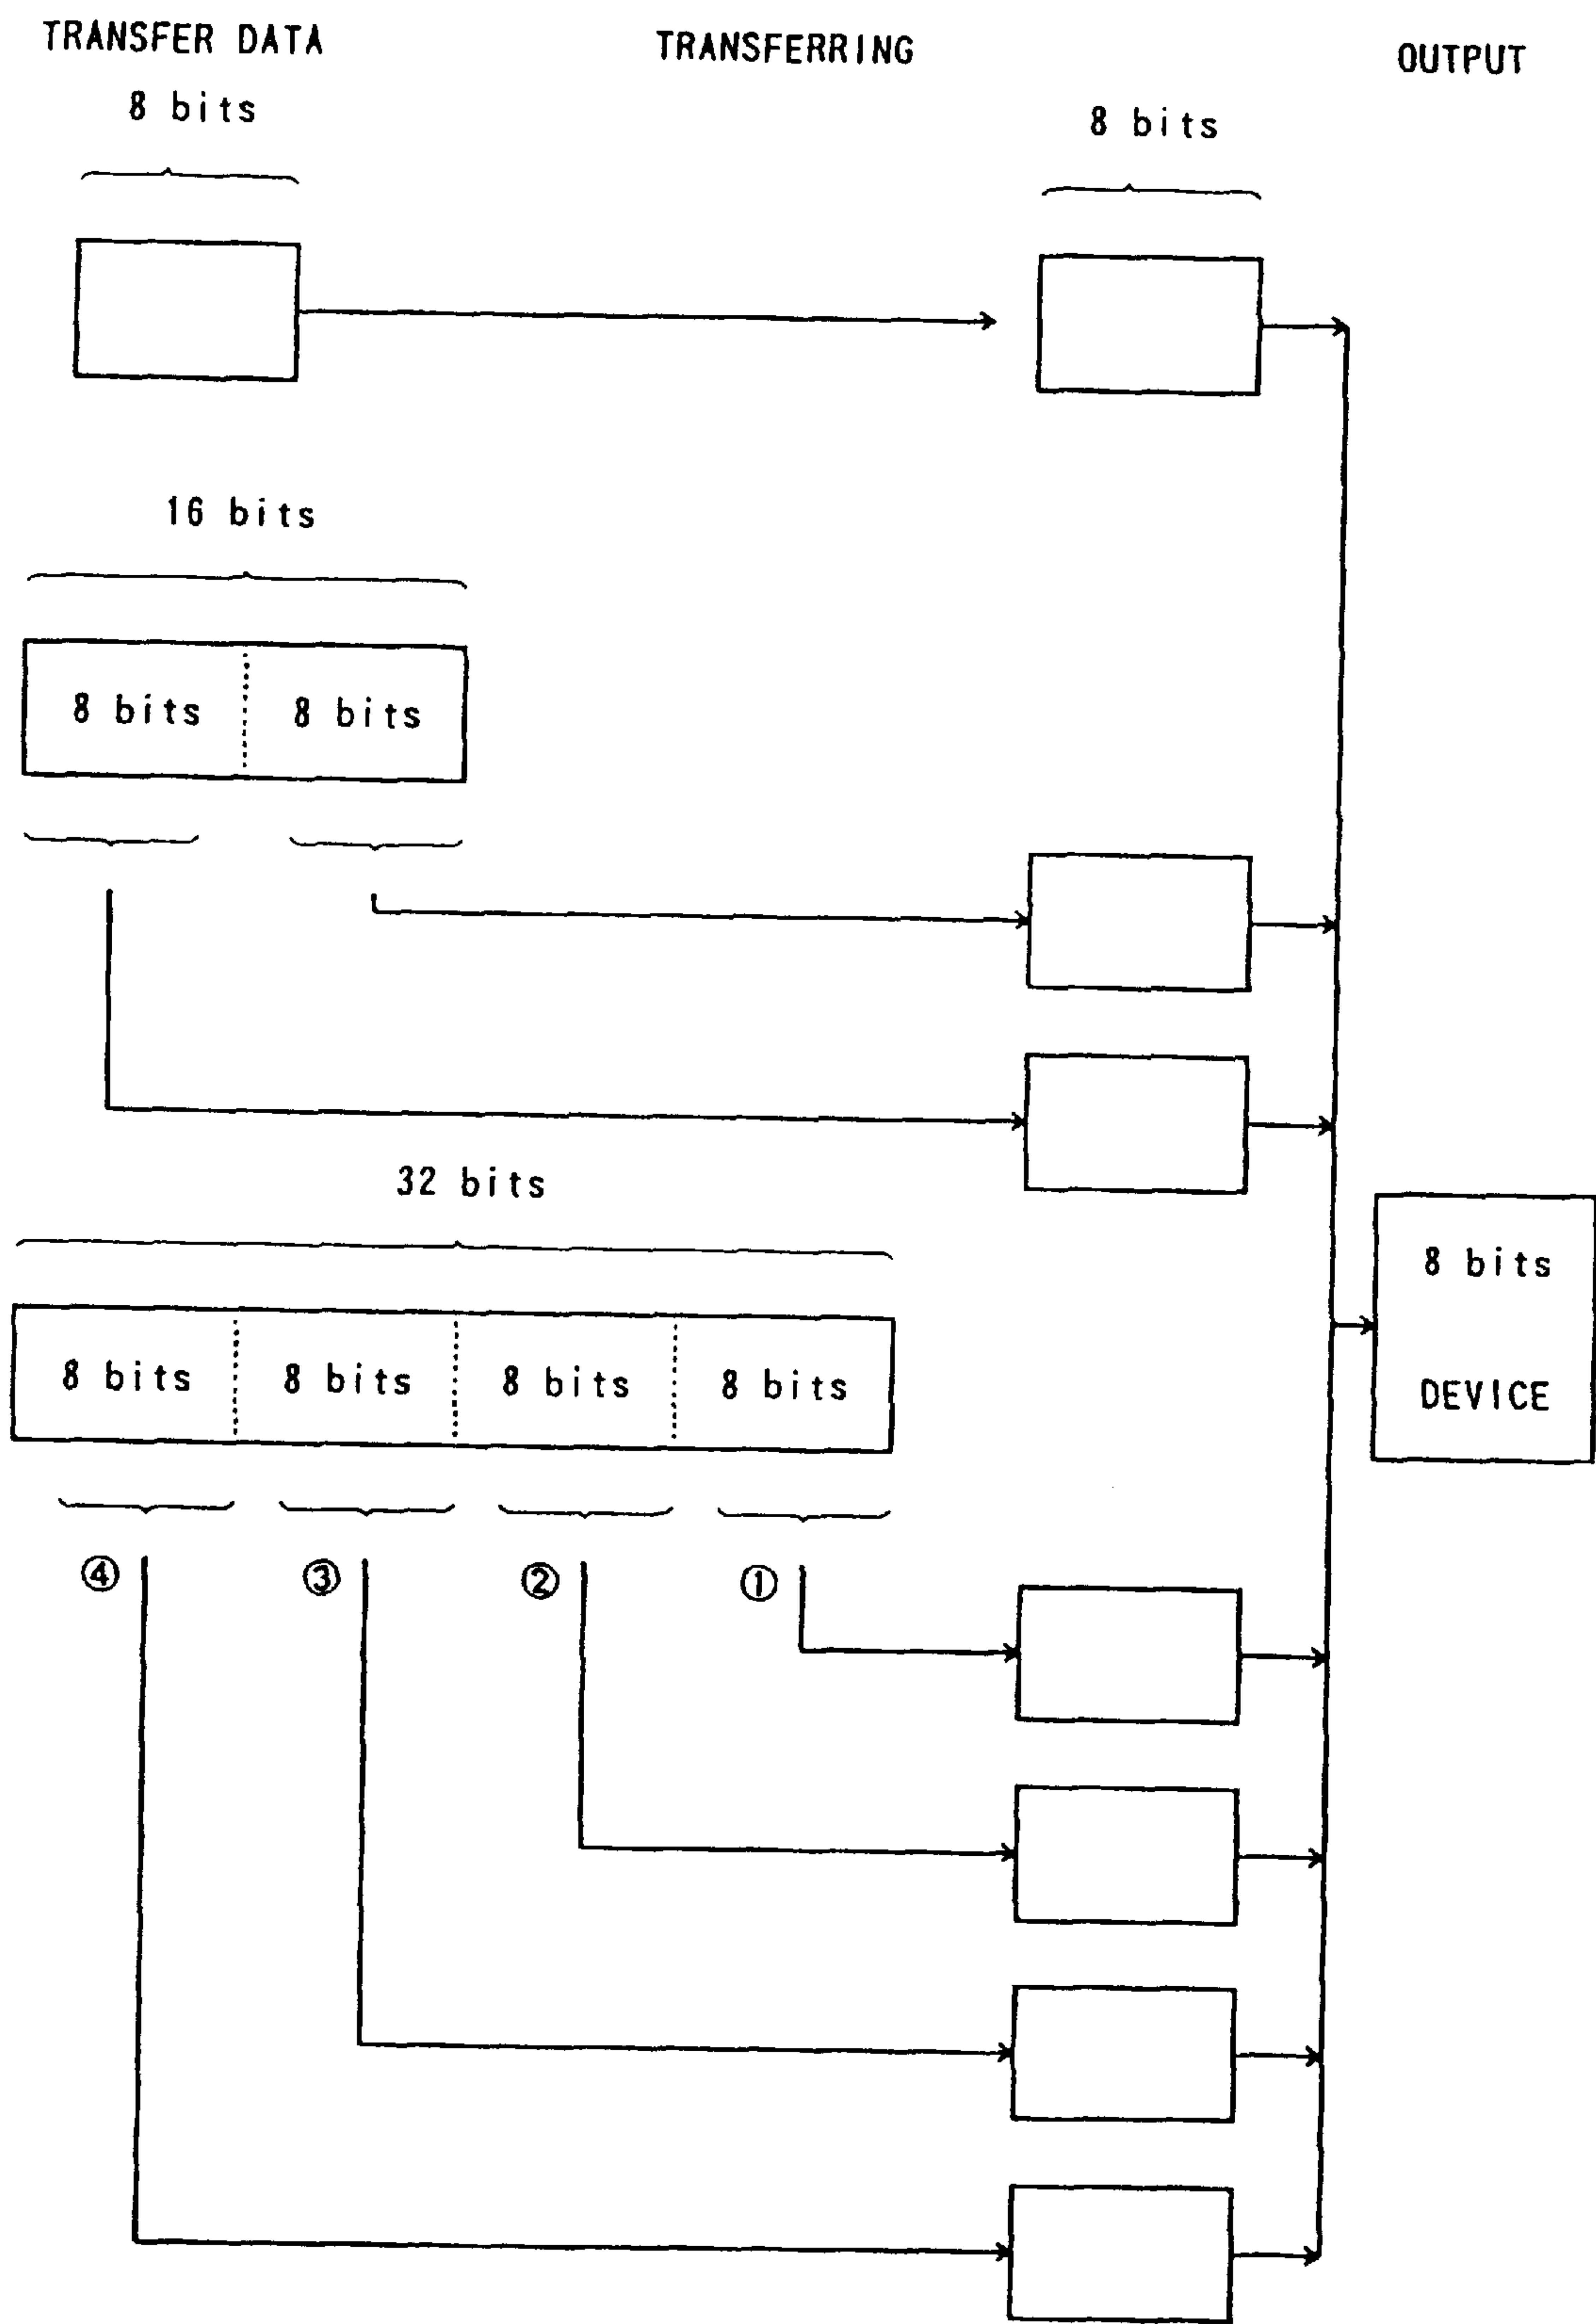 TRANSFER DATA
TRANSFERRING
OUTPUT
8 bits
8 bits
16 bits
8 bits
8 bits
32 bits
8 bits
DEVICE
8 bits
8 bits
8 bits
8 bits
④
③
②
①